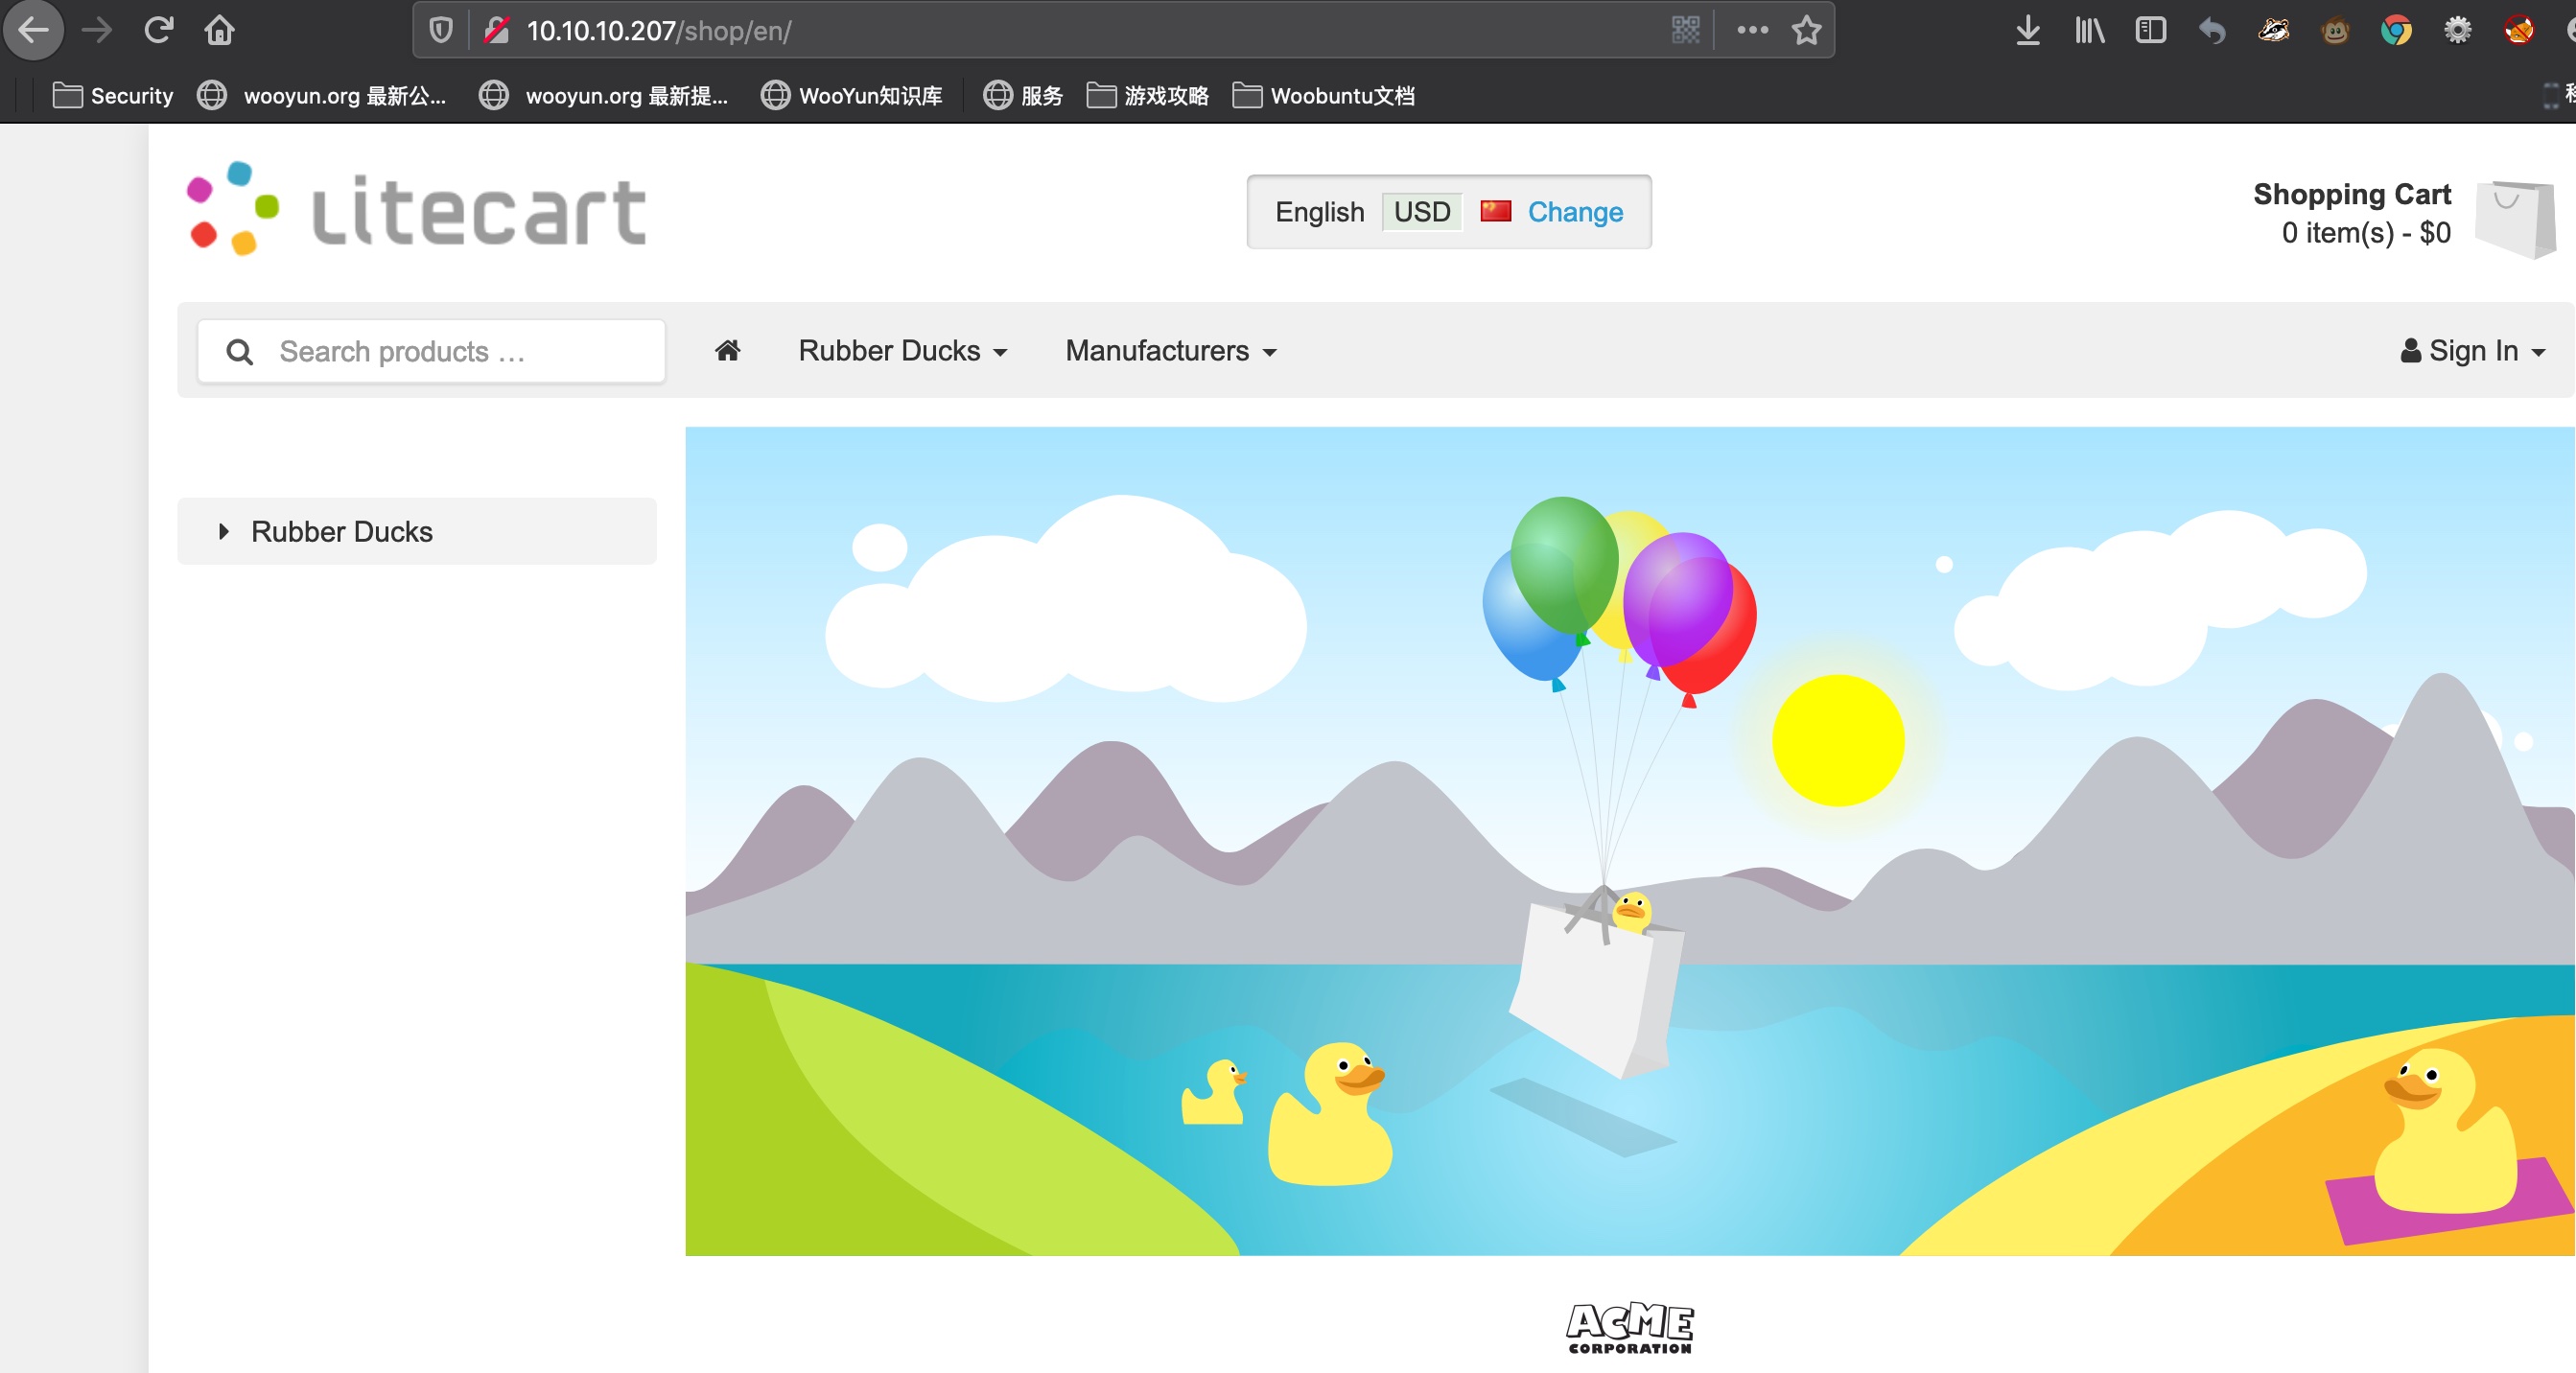 10.10.10.207/shop/en/
Security wooyun.org 最新公... wooyun.org 最新提... WooYun知识库 服务 游戏攻略 Woobuntu文档
litecart
English USD Change
Shopping Cart
0 item(s) - $0
Search products ...
Rubber Ducks
Manufacturers
Sign In
Rubber Ducks
ACME
CORPORATION